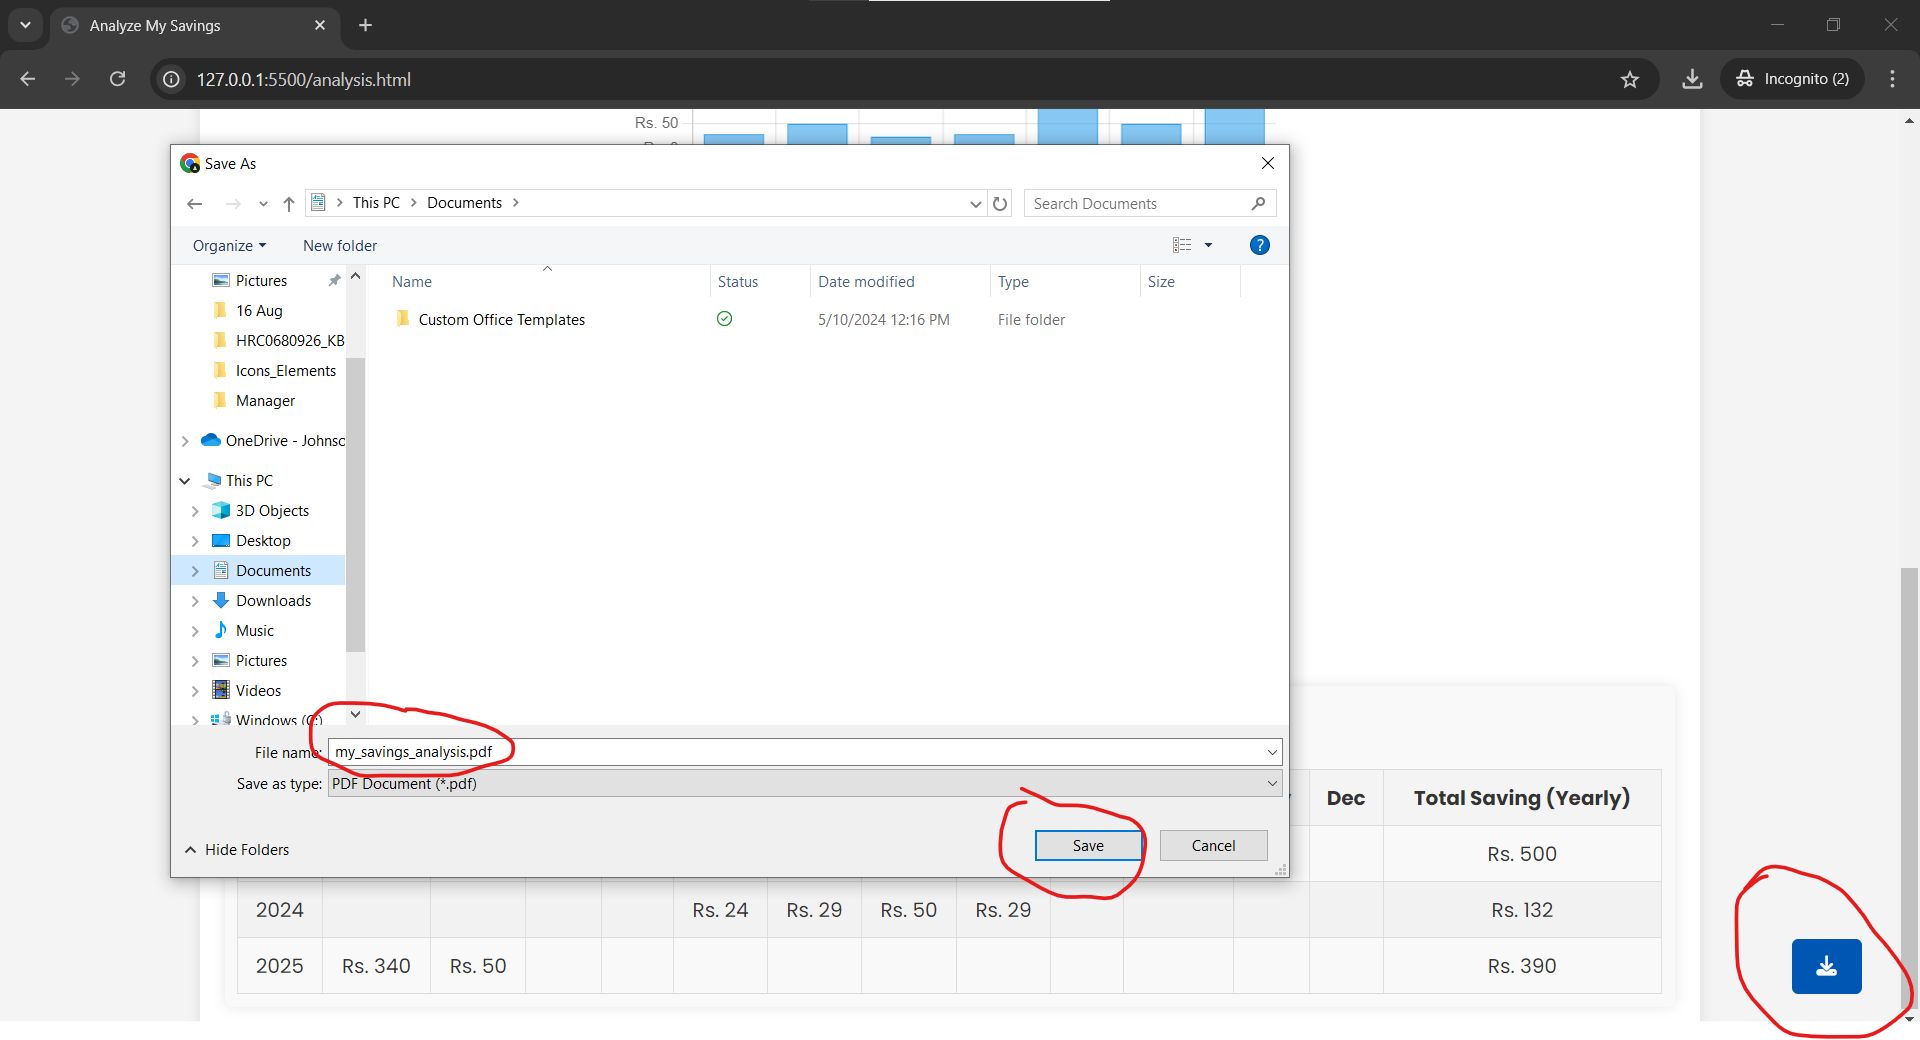 Analyze My Savings
127.0.0.1:5500/analysis.html
Incognito (2)
Rs. 50
Save As
This PC
Documents
Search Documents
Organize
New folder
Name
Status
Date modified
Type
Size
Custom Office Templates
5/10/2024 12:16 PM
File folder
Pictures
16 Aug
HRC0680926_KB
Icons_Elements
Manager
OneDrive - Johnsc
This PC
3D Objects
Desktop
Documents
Downloads
Music
Pictures
Videos
Windows (C:)
File name: my_savings_analysis.pdf
Save as type: PDF Document (*.pdf)
Hide Folders
Save
Cancel
Dec Total Saving (Yearly)
Rs. 500
2024 Rs. 24 Rs. 29 Rs. 50 Rs. 29 Rs. 132
2025 Rs. 340 Rs. 50 Rs. 390